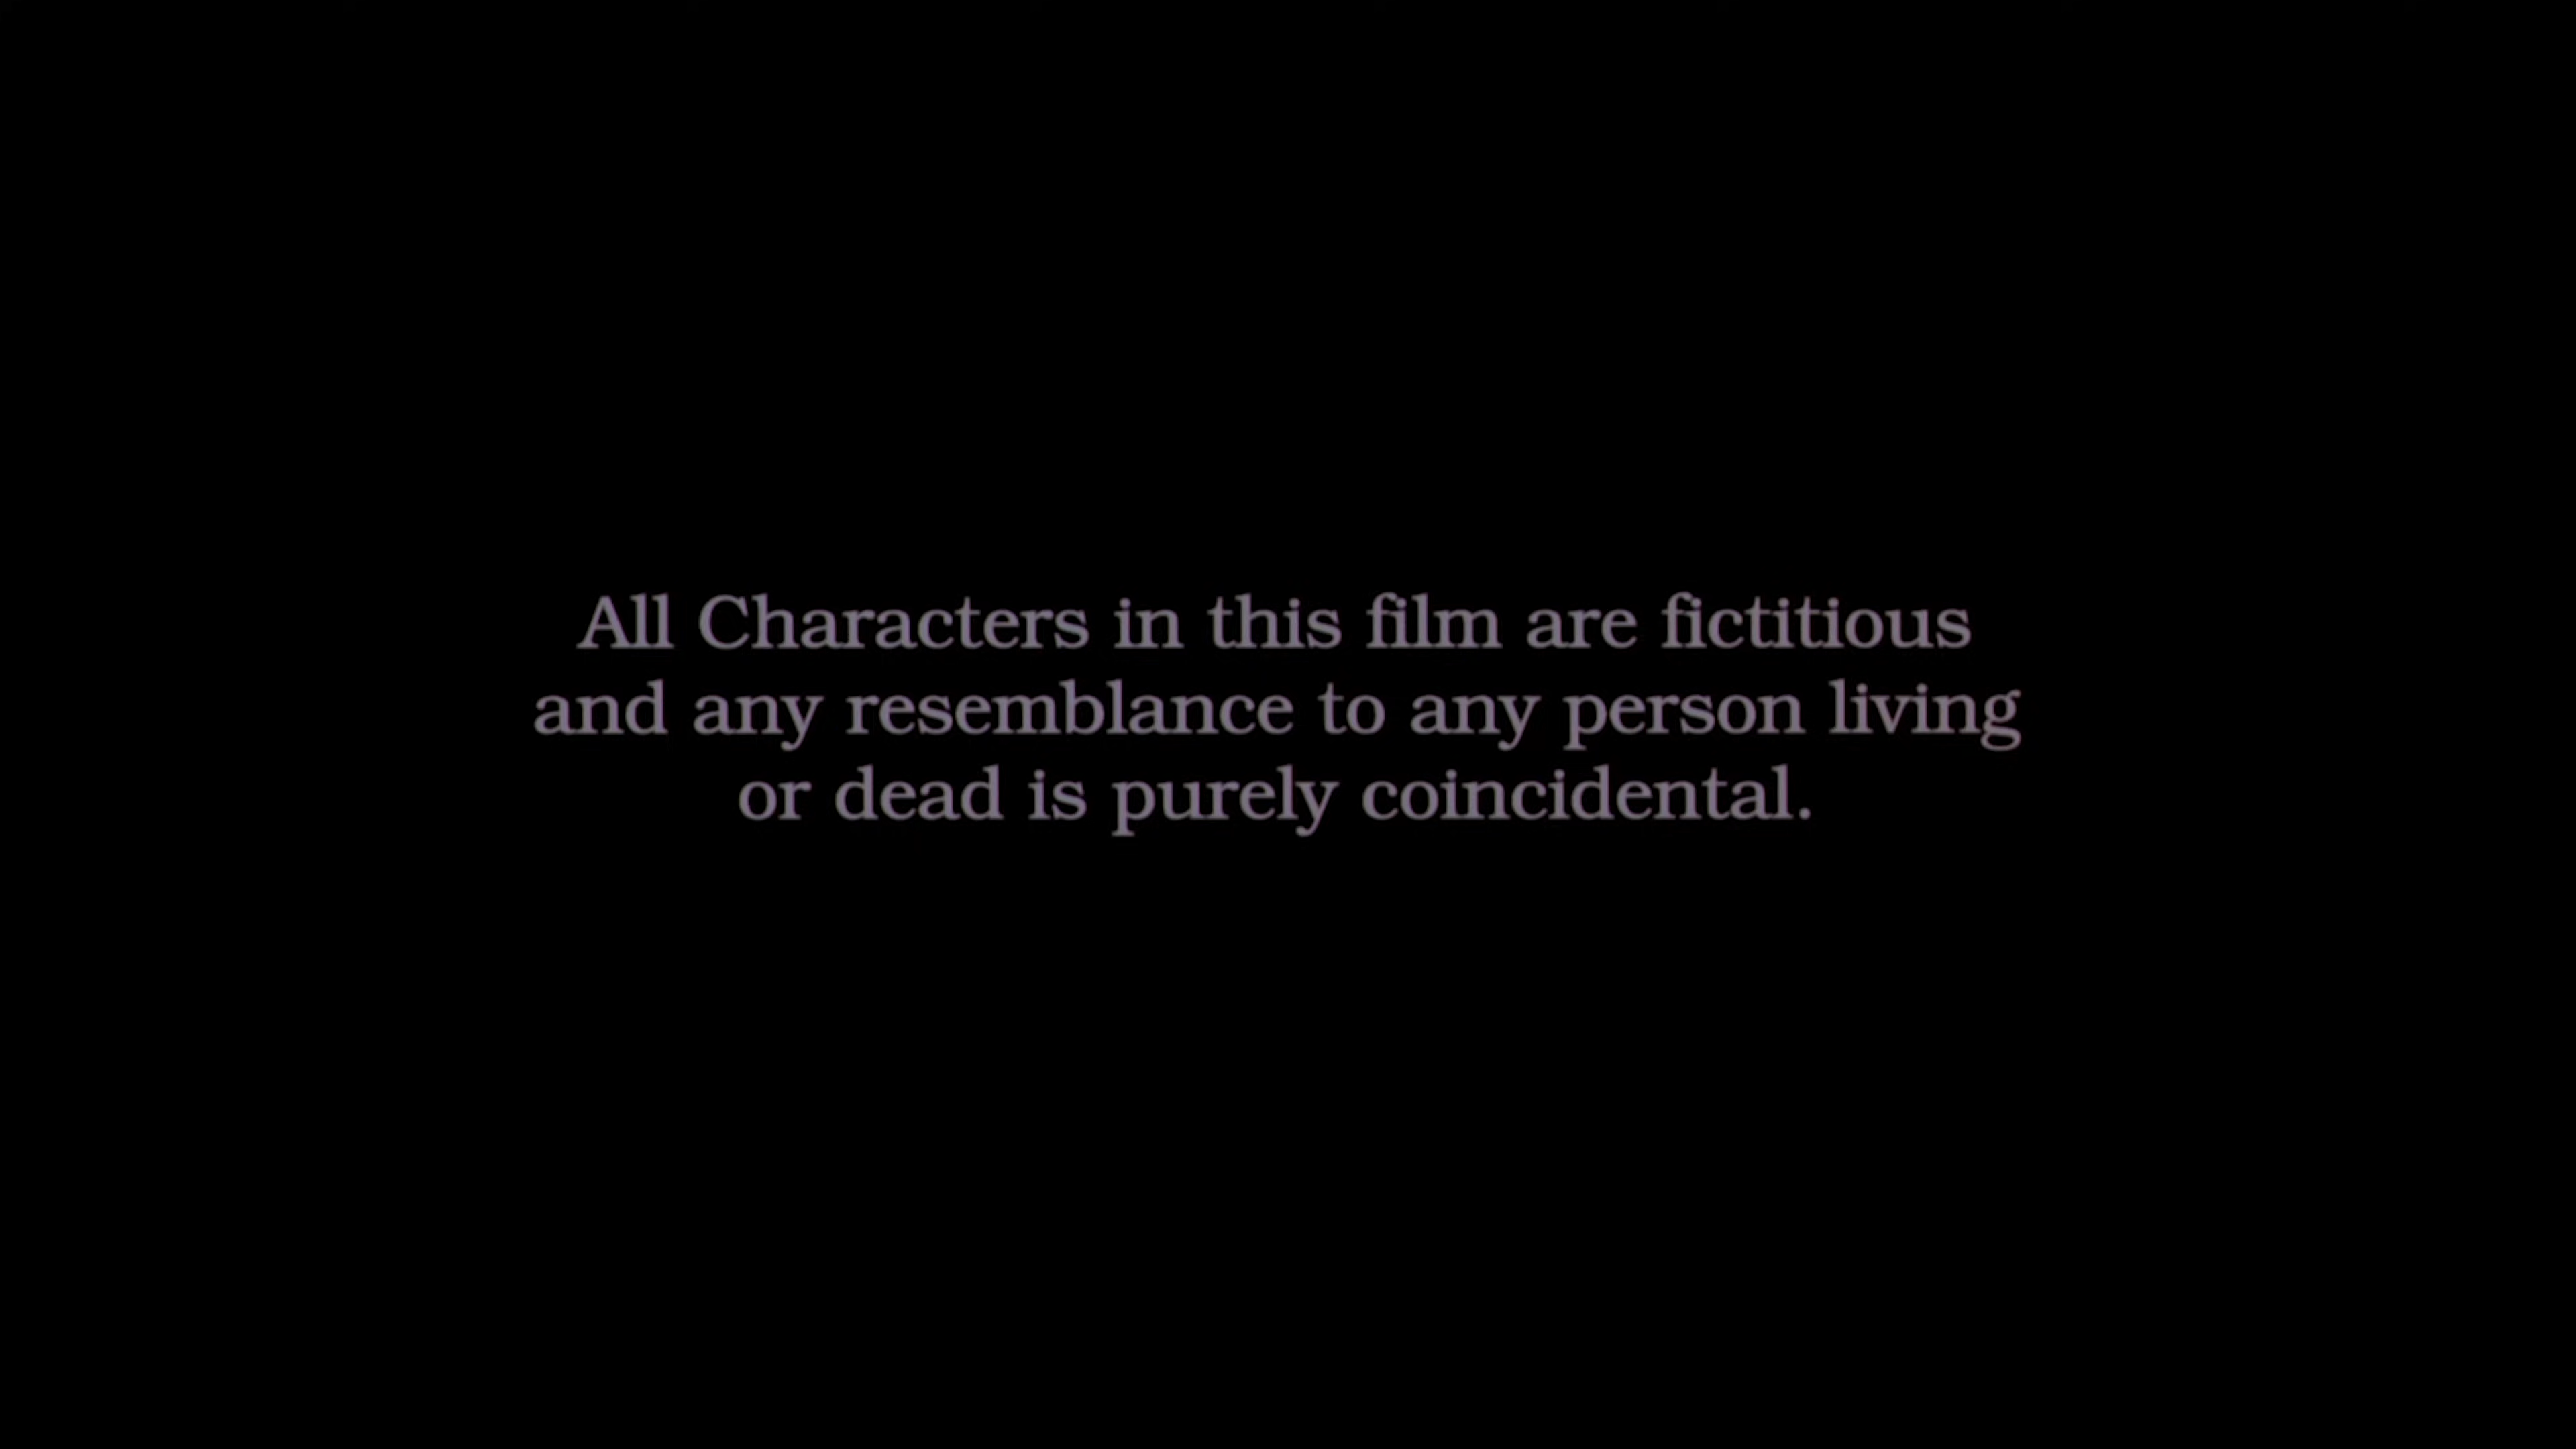 All Characters in this film are fictitious
and any resemblance to any person living
or dead is purely coincidental.